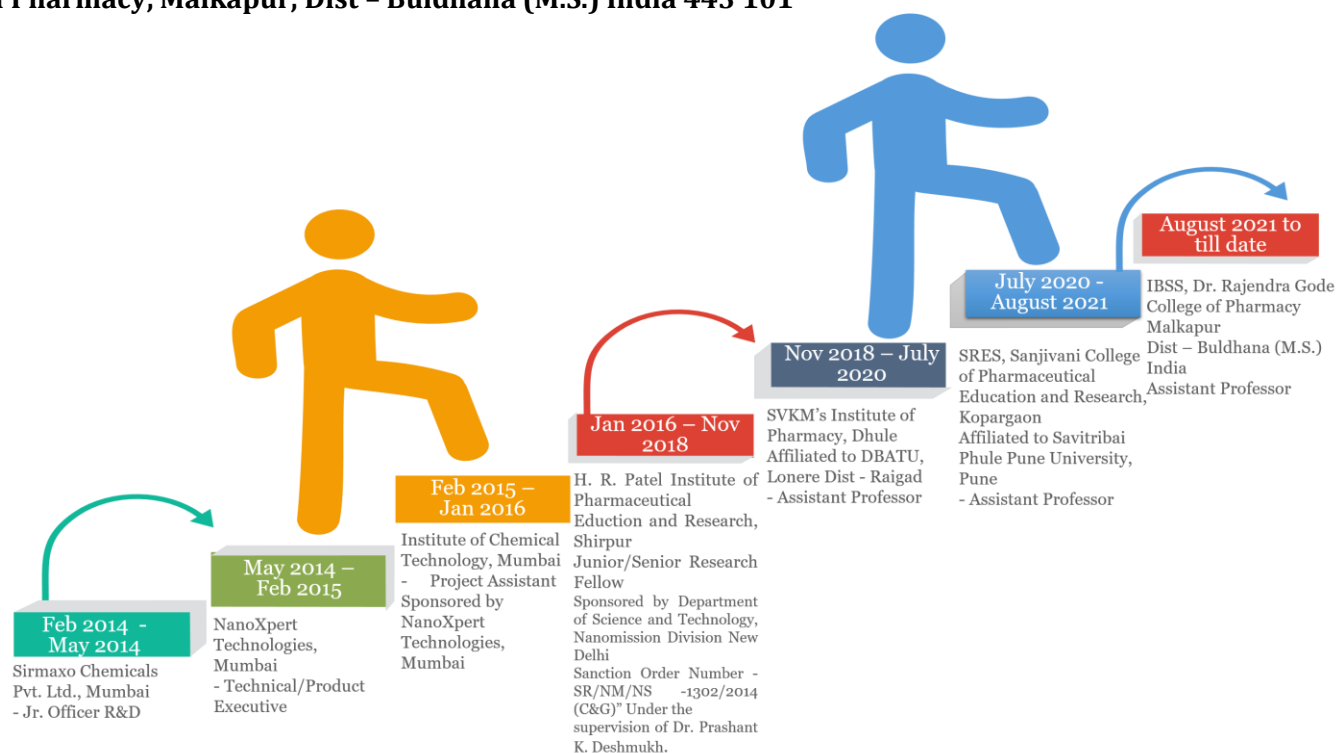 Pharmacy, Malkapur, Dist – Buldhana (M.S.) India 443 101
Feb 2014 -
May 2014
Sirmaxo Chemicals
Pvt. Ltd., Mumbai
- Jr. Officer R&D
May 2014 –
Feb 2015
NanoXpert
Technologies,
Mumbai
- Technical/Product
Executive
Feb 2015 –
Jan 2016
Institute of Chemical
Technology, Mumbai
- Project Assistant
Sponsored by
NanoXpert
Technologies,
Mumbai
Jan 2016 – Nov
2018
H. R. Patel Institute of
Pharmaceutical
Eduction and Research,
Shirpur
Junior/Senior Research
Fellow
Sponsored by Department
of Science and Technology,
Nanomission Division New
Delhi
Sanction Order Number -
SR/NM/NS -1302/2014
(C&G)” Under the
supervision of Dr. Prashant
K. Deshmukh.
Nov 2018 – July
2020
SVKM’s Institute of
Pharmacy, Dhule
Affiliated to DBATU,
Lonere Dist - Raigad
- Assistant Professor
July 2020 -
August 2021
SRES, Sanjivani College
of Pharmaceutical
Education and Research,
Kopargaon
Affiliated to Savitribai
Phule Pune University,
Pune
- Assistant Professor
August 2021 to
till date
IBSS, Dr. Rajendra Gode
College of Pharmacy
Malkapur
Dist – Buldhana (M.S.)
India
Assistant Professor